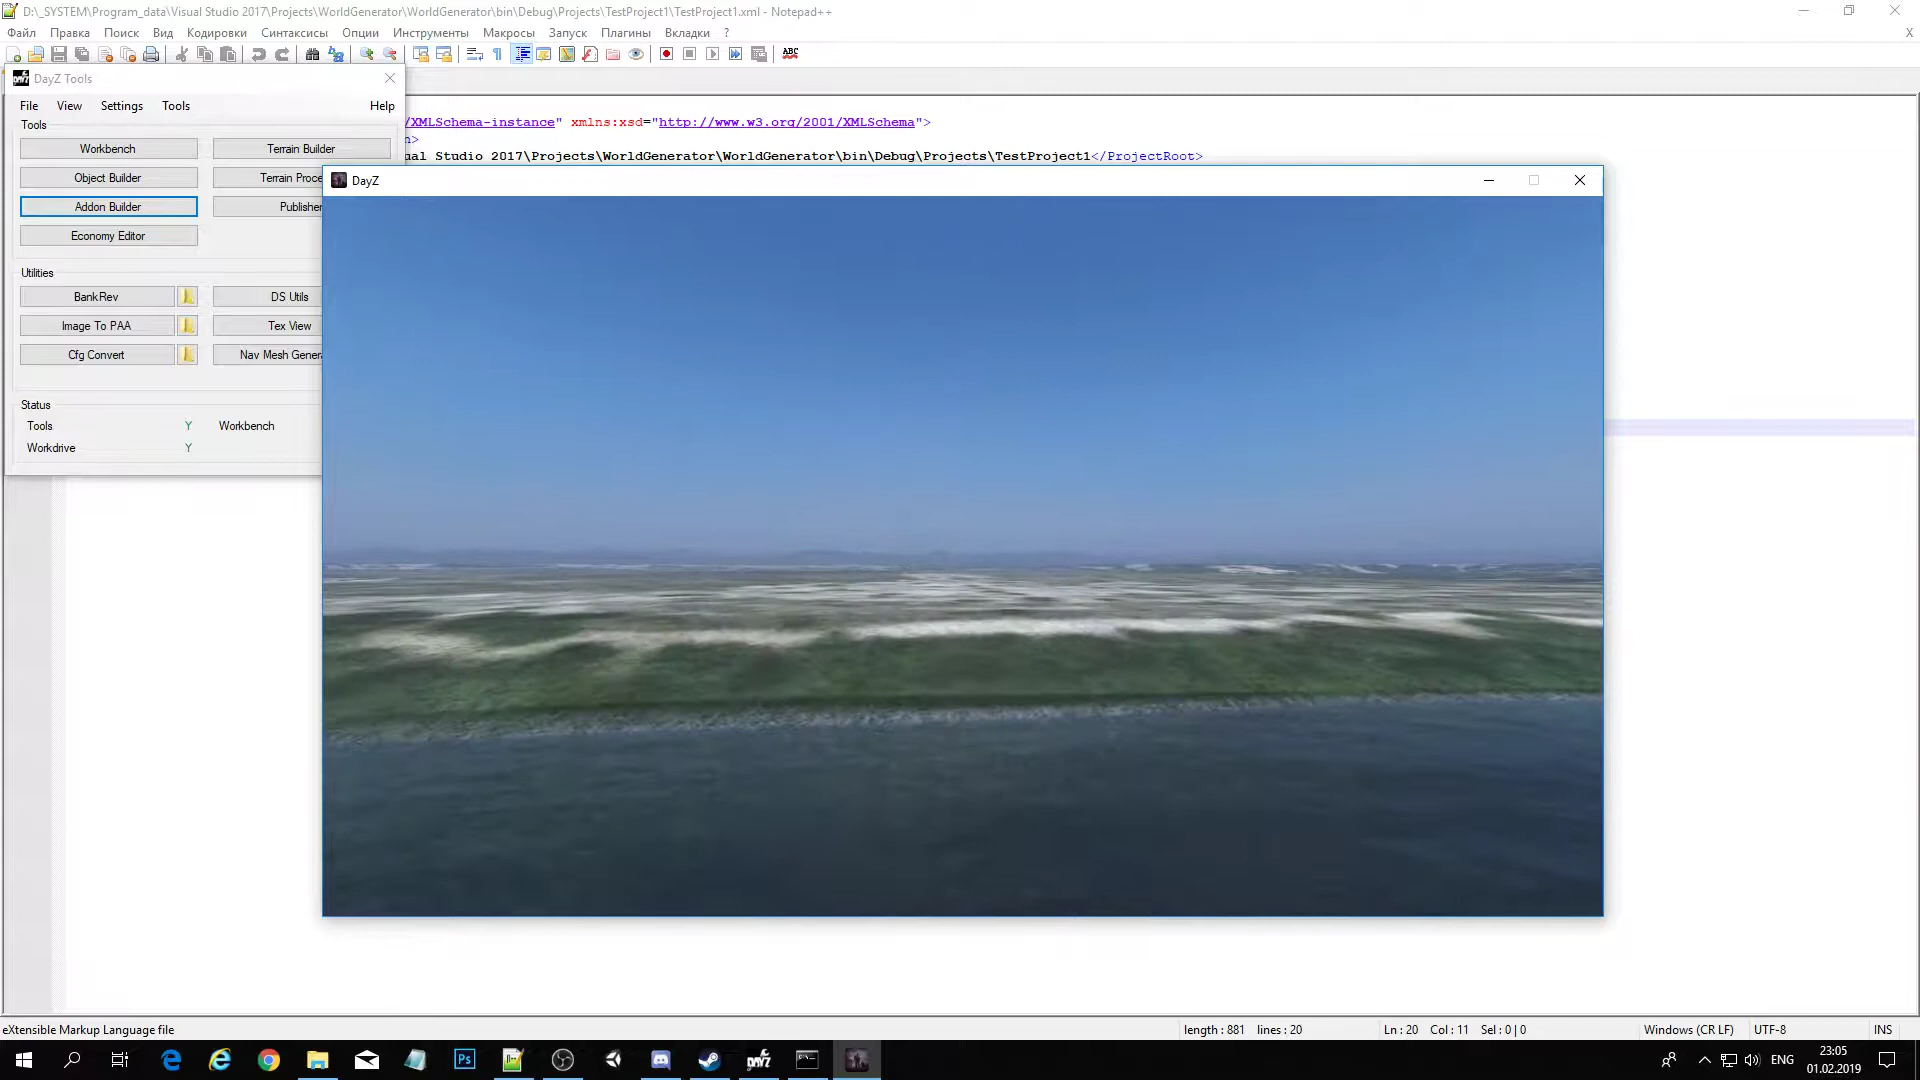 D:\_SYSTEM\Program_data\Visual Studio 2017\Projects\WorldGenerator\WorldGenerator\bin\Debug\Projects\TestProject1\TestProject1.xml - Notepad++
Файл Правка Поиск Вид Кодировки Синтаксисы Опции Инструменты Макросы Запуск Плагины Вкладки ? X
ABC
DayZ Tools
File View Settings Tools Help
Tools
/XMLSchema-instance" xmlns:xsd="http://www.w3.org/2001/XMLSchema">
n>
Workbench Terrain Builder
ual Studio 2017\Projects\WorldGenerator\WorldGenerator\bin\Debug\Projects\TestProject1</ProjectRoot>
Object Builder Terrain Proce
DayZ
Addon Builder Publisher
Economy Editor
Utilities
BankRev DS Utils
Image To PAA Tex View
Cfg Convert Nav Mesh Genera
Status
Tools Y Workbench
Workdrive Y
eXtensible Markup Language file length : 881 lines : 20 Ln : 20 Col : 11 Sel : 0 | 0 Windows (CR LF) UTF-8 INS
Ps DAYZ ENG 23:05
01.02.2019